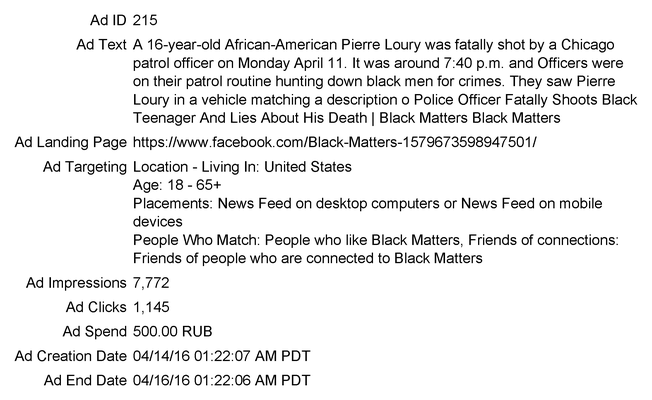 Ad ID 215
Ad Text A 16-year-old African-American Pierre Loury was fatally shot by a Chicago
patrol officer on Monday April 11. It was around 7:40 p.m. and Officers were
on their patrol routine hunting down black men for crimes. They saw Pierre
Loury in a vehicle matching a description o Police Officer Fatally Shoots Black
Teenager And Lies About His Death | Black Matters Black Matters
Ad Landing Page https://www.facebook.com/Black-Matters-1579673598947501/
Ad Targeting Location - Living In: United States
Age: 18 - 65+
Placements: News Feed on desktop computers or News Feed on mobile
devices
People Who Match: People who like Black Matters, Friends of connections:
Friends of people who are connected to Black Matters
Ad Impressions 7,772
Ad Clicks 1,145
Ad Spend 500.00 RUB
Ad Creation Date 04/14/16 01:22:07 AM PDT
Ad End Date 04/16/16 01:22:06 AM PDT